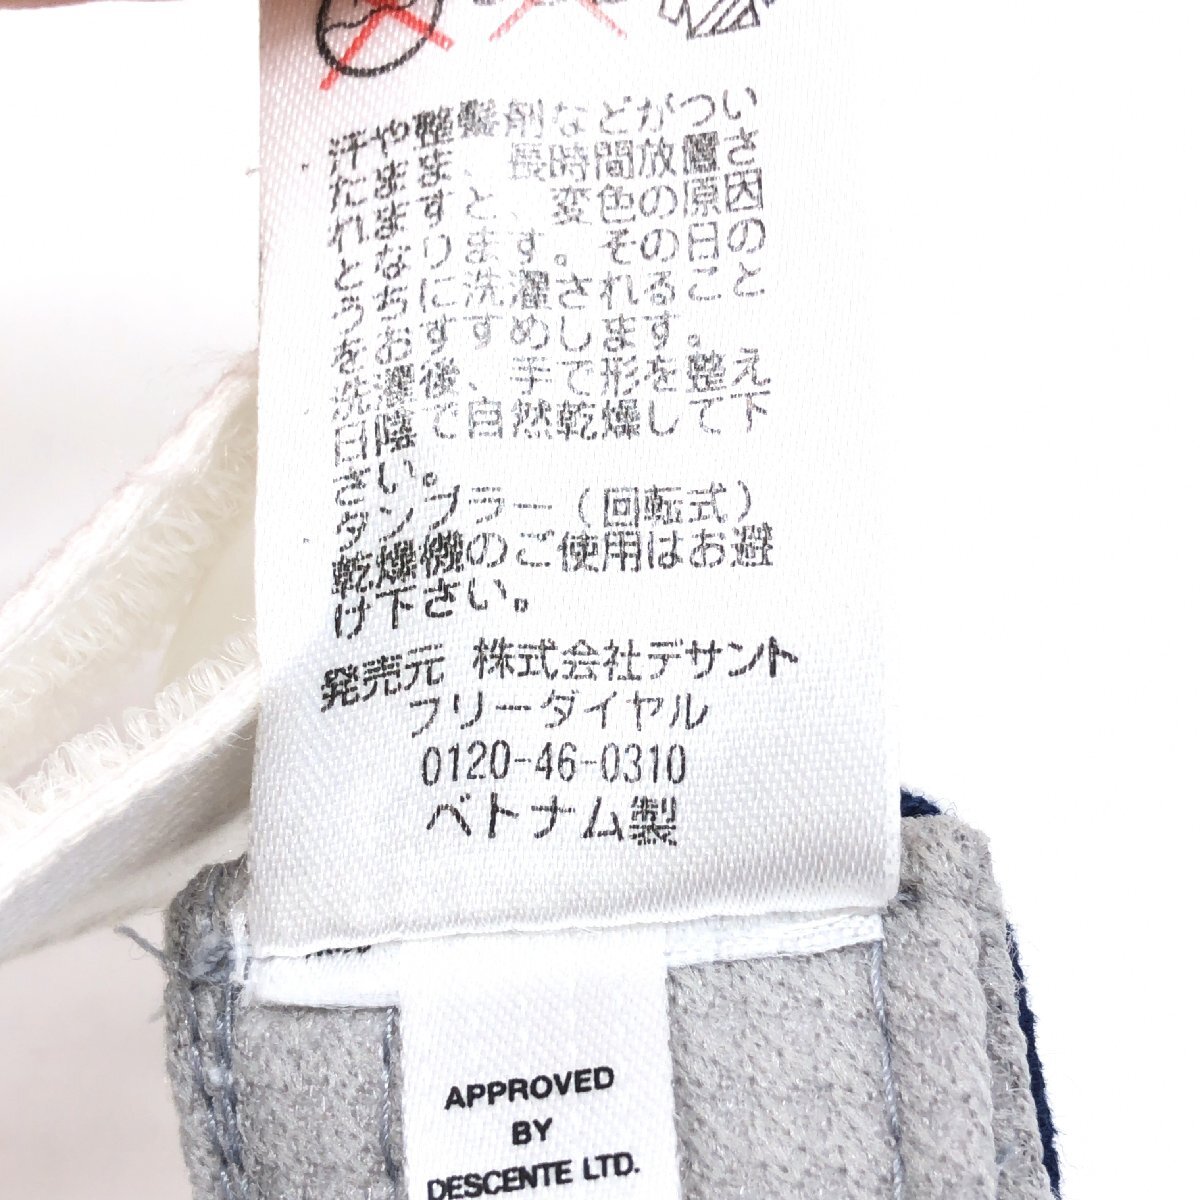 汗や整髪剤などがつい
たまま、長時間放置さ
れますと、変色の原因
となります。その日の
うちに洗濯されること
をおすすめします。
洗濯後、手で形を整え
日陰で自然乾燥して下
さい。
タンブラー（回転式）
乾燥機のご使用はお避
け下さい。
発売元 株式会社デサント
フリーダイヤル
0120-46-0310
ベトナム製
APPROVED
BY
DESCENTE LTD.